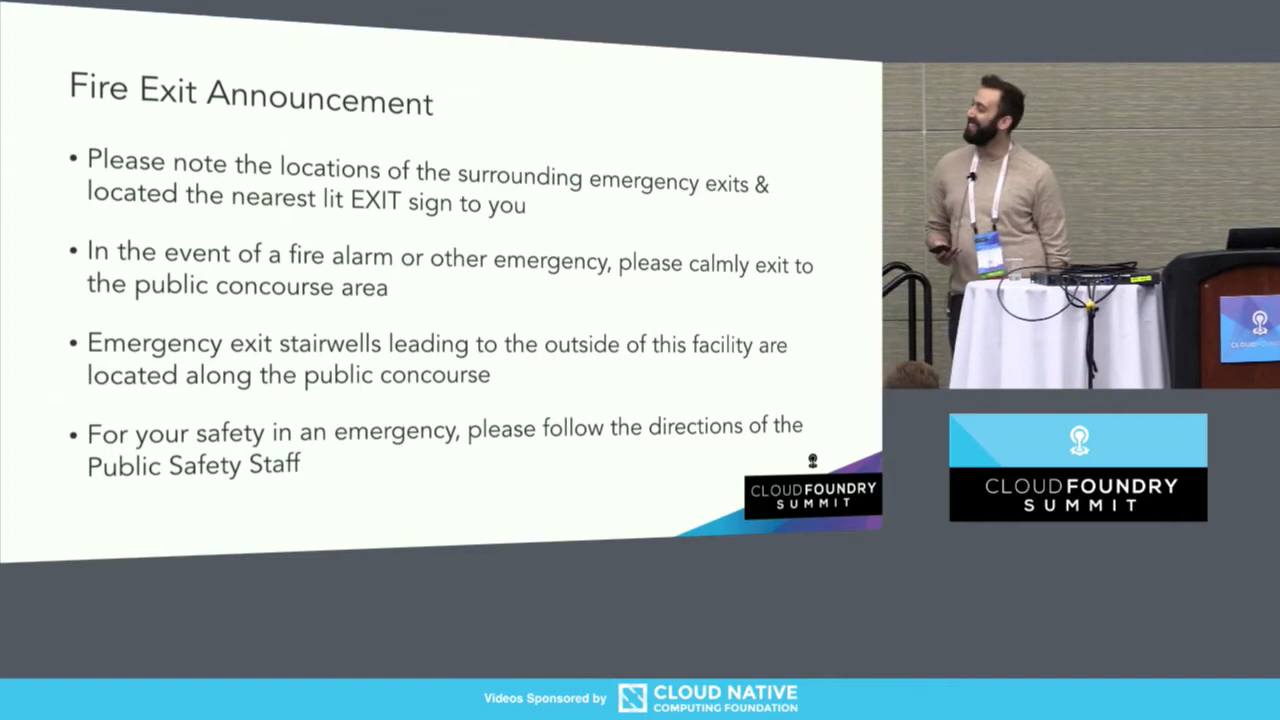 Fire Exit Announcement
• Please note the locations of the surrounding emergency exits &
located the nearest lit EXIT sign to you
• In the event of a fire alarm or other emergency, please calmly exit to
the public concourse area
• Emergency exit stairwells leading to the outside of this facility are
located along the public concourse
• For your safety in an emergency, please follow the directions of the
Public Safety Staff
CLOUDFOUNDRY
SUMMIT
CLOUDFOUNDRY
SUMMIT
Videos Sponsored by
CLOUD NATIVE
COMPUTING FOUNDATION